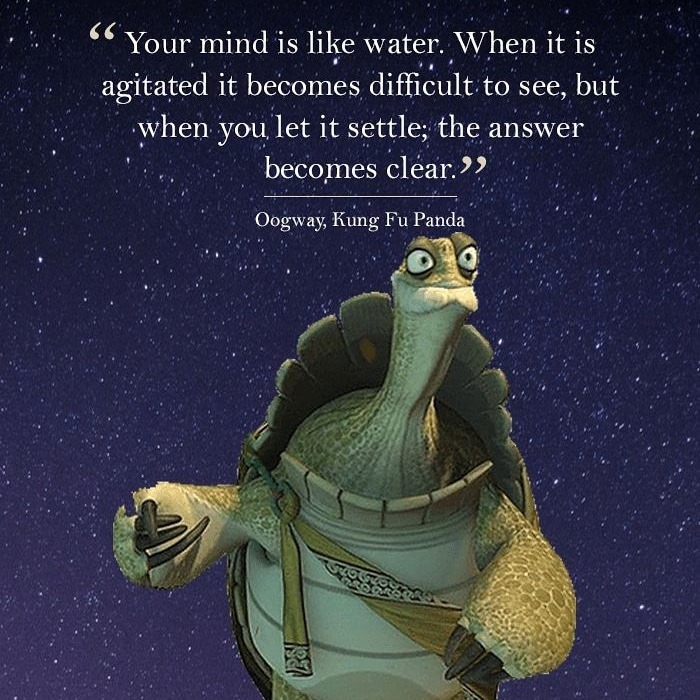 “ Your mind is like water. When it is
agitated it becomes difficult to see, but
when you let it settle; the answer
becomes clear.”
Oogway, Kung Fu Panda